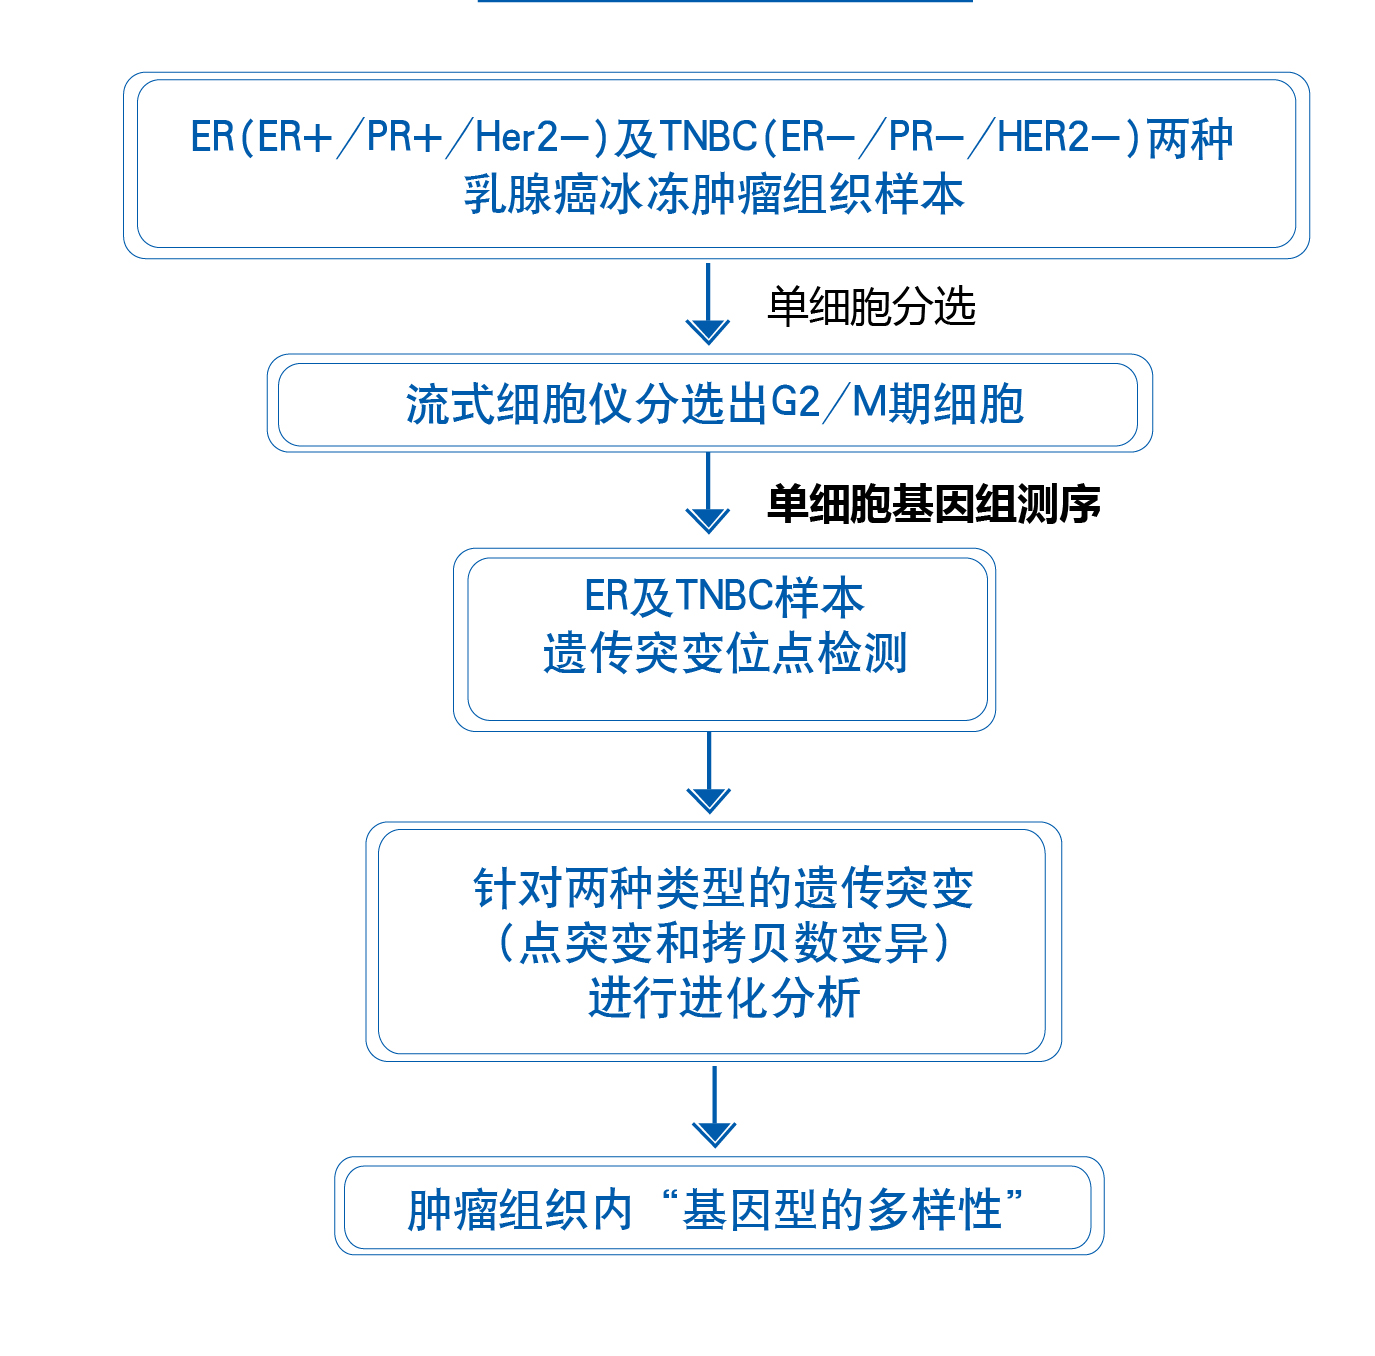 ER(ER+/PR+/Her2-)及TNBC(ER-/PR-/HER2-)两种
乳腺癌冰冻肿瘤组织样本
单细胞分选
流式细胞仪分选出G2/M期细胞
单细胞基因组测序
ER及TNBC样本
遗传突变位点检测
针对两种类型的遗传突变
（点突变和拷贝数变异）
进行进化分析
肿瘤组织内“基因型的多样性”